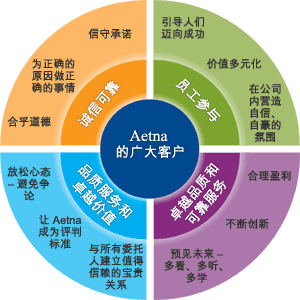 信守承诺
为正确的
原因做正
确的事情
合乎道德
诚信可靠
引导人们
迈向成功
价值多元化
在公司
内营造
自信、
自豪的
氛围
员工参与
Aetna
的广大客户
品质服务和
卓越价值
放松心态
– 避免争
论
让 Aetna
成为评判
标准
与所有委托
人建立值得
信赖的宝贵
关系
卓越品质和
可靠服务
合理盈利
不断创新
预见未来 –
多看、多听、
多学